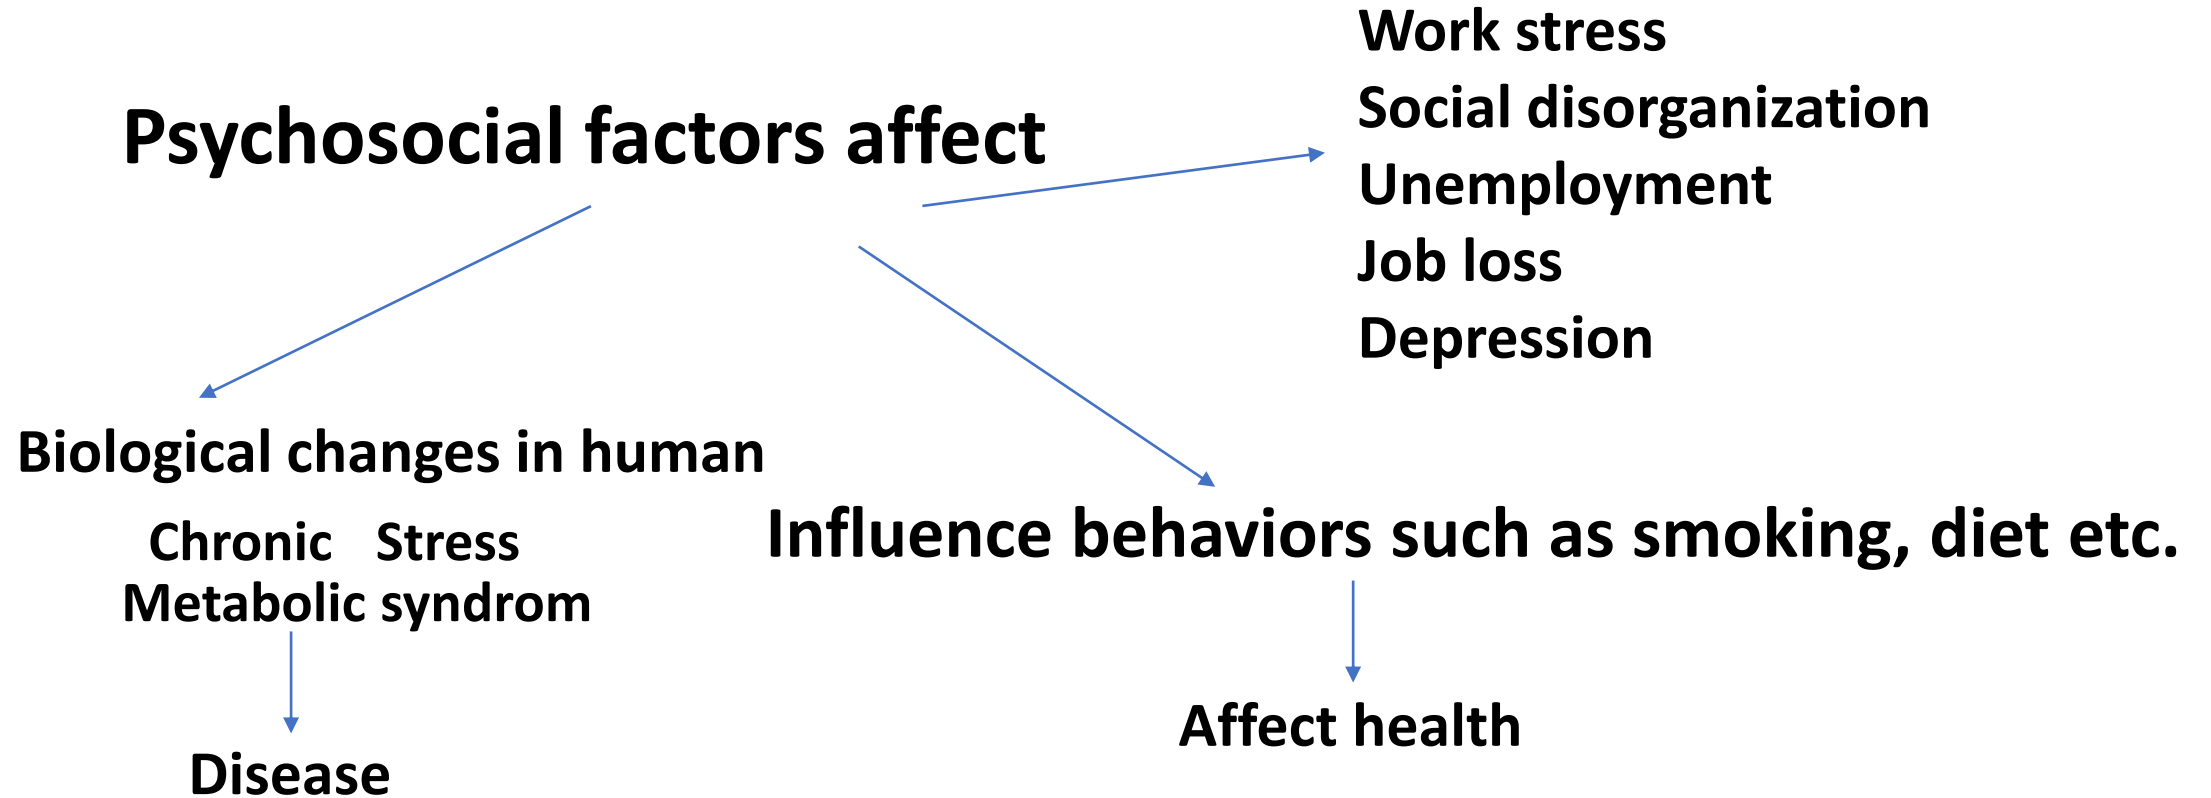 Psychosocial factors affect
Work stress
Social disorganization
Unemployment
Job loss
Depression
Biological changes in human
Chronic Stress
Metabolic syndrom
Disease
Influence behaviors such as smoking, diet etc.
Affect health